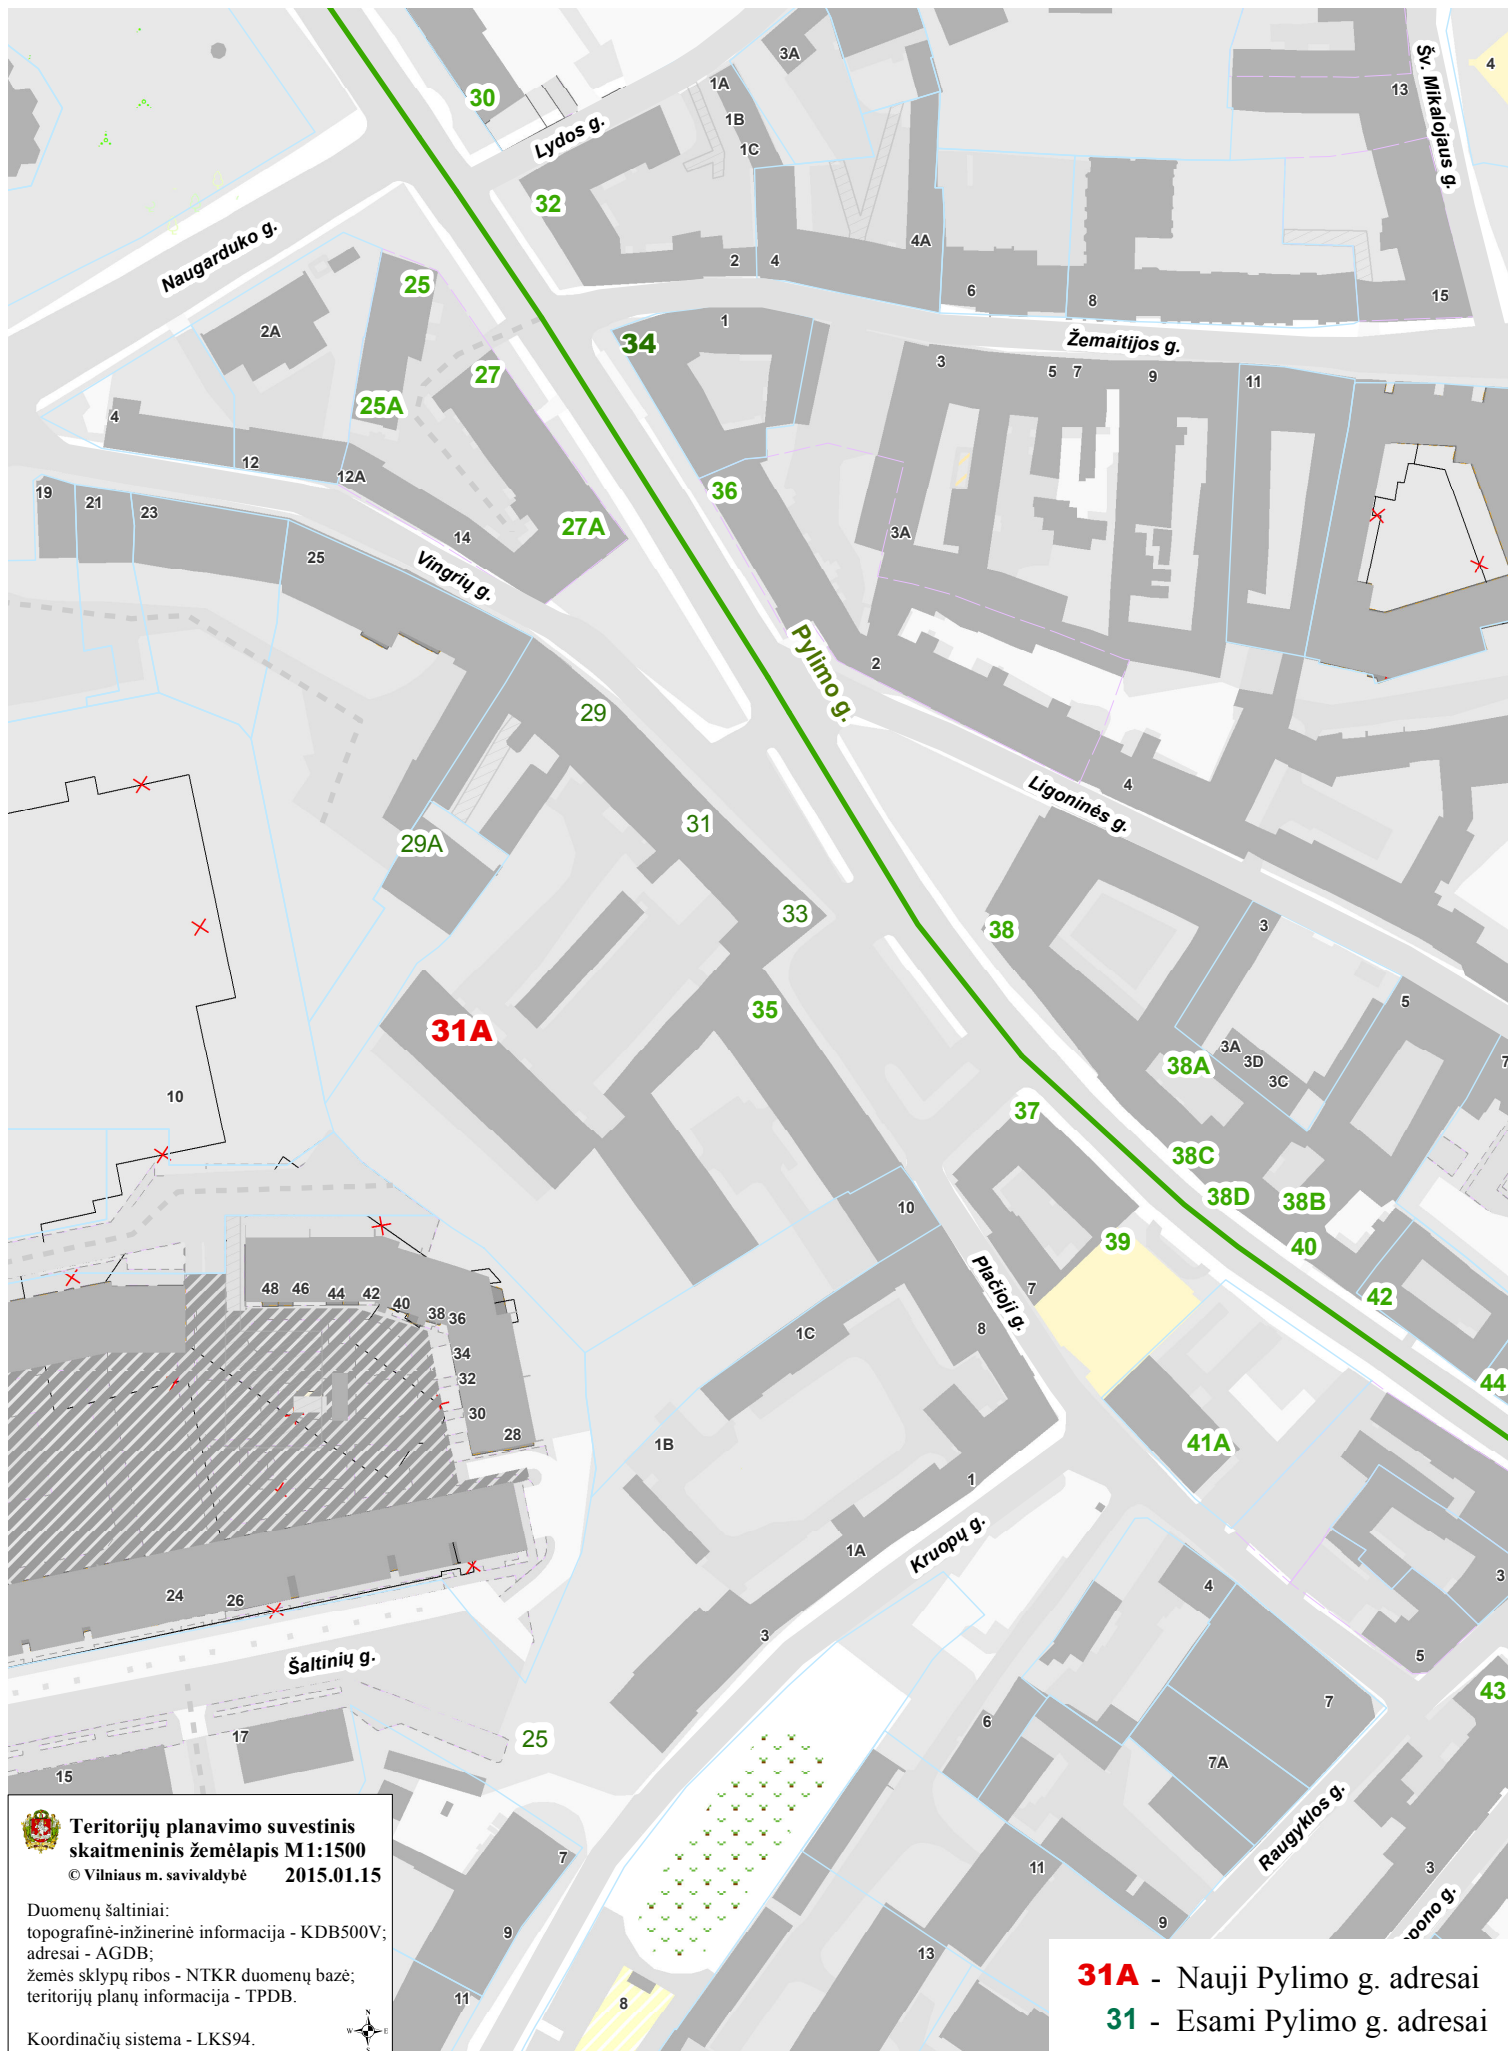 30
3A
1A
1B
1C
Lydos g.
13
Šv. Mikalojaus g.
4
32
2
4
4A
6
8
15
Naugarduko g.
2A
25
25A
27
27A
34
1
Žemaitijos g.
3
5
7
9
11
4
12
12A
14
36
3A
19
21
23
25
Vingrių g.
Pylimo g.
2
4
Ligoninės g.
29
31
29A
33
38
3
5
31A
35
3A
3D
3C
38A
7
10
37
38C
38D
38B
40
42
44
39
10
Plačioji g.
7
8
48
46
44
42
40
38
36
34
32
30
28
1C
1B
1
1A
Kruopų g.
41A
3
4
5
43
24
26
Šaltinių g.
3
6
7
7A
Raugyklos g.
17
15
25
7
9
11
8
11
9
13
3
opono g.
Teritorijų planavimo suvestinis
skaitmeninis žemėlapis M1:1500
© Vilniaus m. savivaldybė 2015.01.15
Duomenų šaltiniai:
topografinė-inžinerinė informacija - KDB500V;
adresai - AGDB;
žemės sklypų ribos - NTKR duomenų bazė;
teritorijų planų informacija - TPDB.
Koordinačių sistema - LKS94.
N
W E
S
31A - Nauji Pylimo g. adresai
31 - Esami Pylimo g. adresai